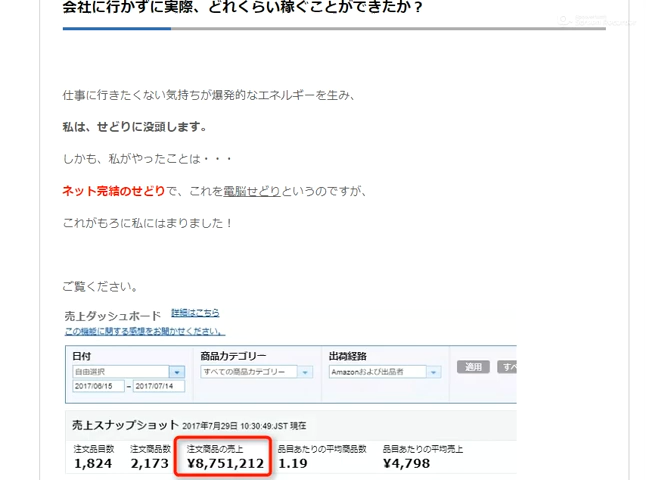 会社に行かずに実際、どれくらい稼ぐことができたか？
仕事に行きたくない気持ちが爆発的なエネルギーを生み、
私は、せどりに没頭します。
しかも、私がやったことは・・・
ネット完結のせどりで、これを電脳せどりというのですが、
これがもろに私にはまりました！
ご覧ください。
売上ダッシュボード 詳細はこちら
この機能に関する感想をお聞かせください。
日付 商品カテゴリー 出荷経路
自由選択 すべての商品カテゴリー Amazonおよび出品者 適用 すべ
2017/06/15 - 2017/07/14
売上スナップショット 2017年7月29日 10:30:49:JST 現在
注文品目数 注文商品数 注文商品の売上 品目あたりの平均商品数 品目あたりの平均売上
1,824 2,173 ¥8,751,212 1.19 ¥4,798